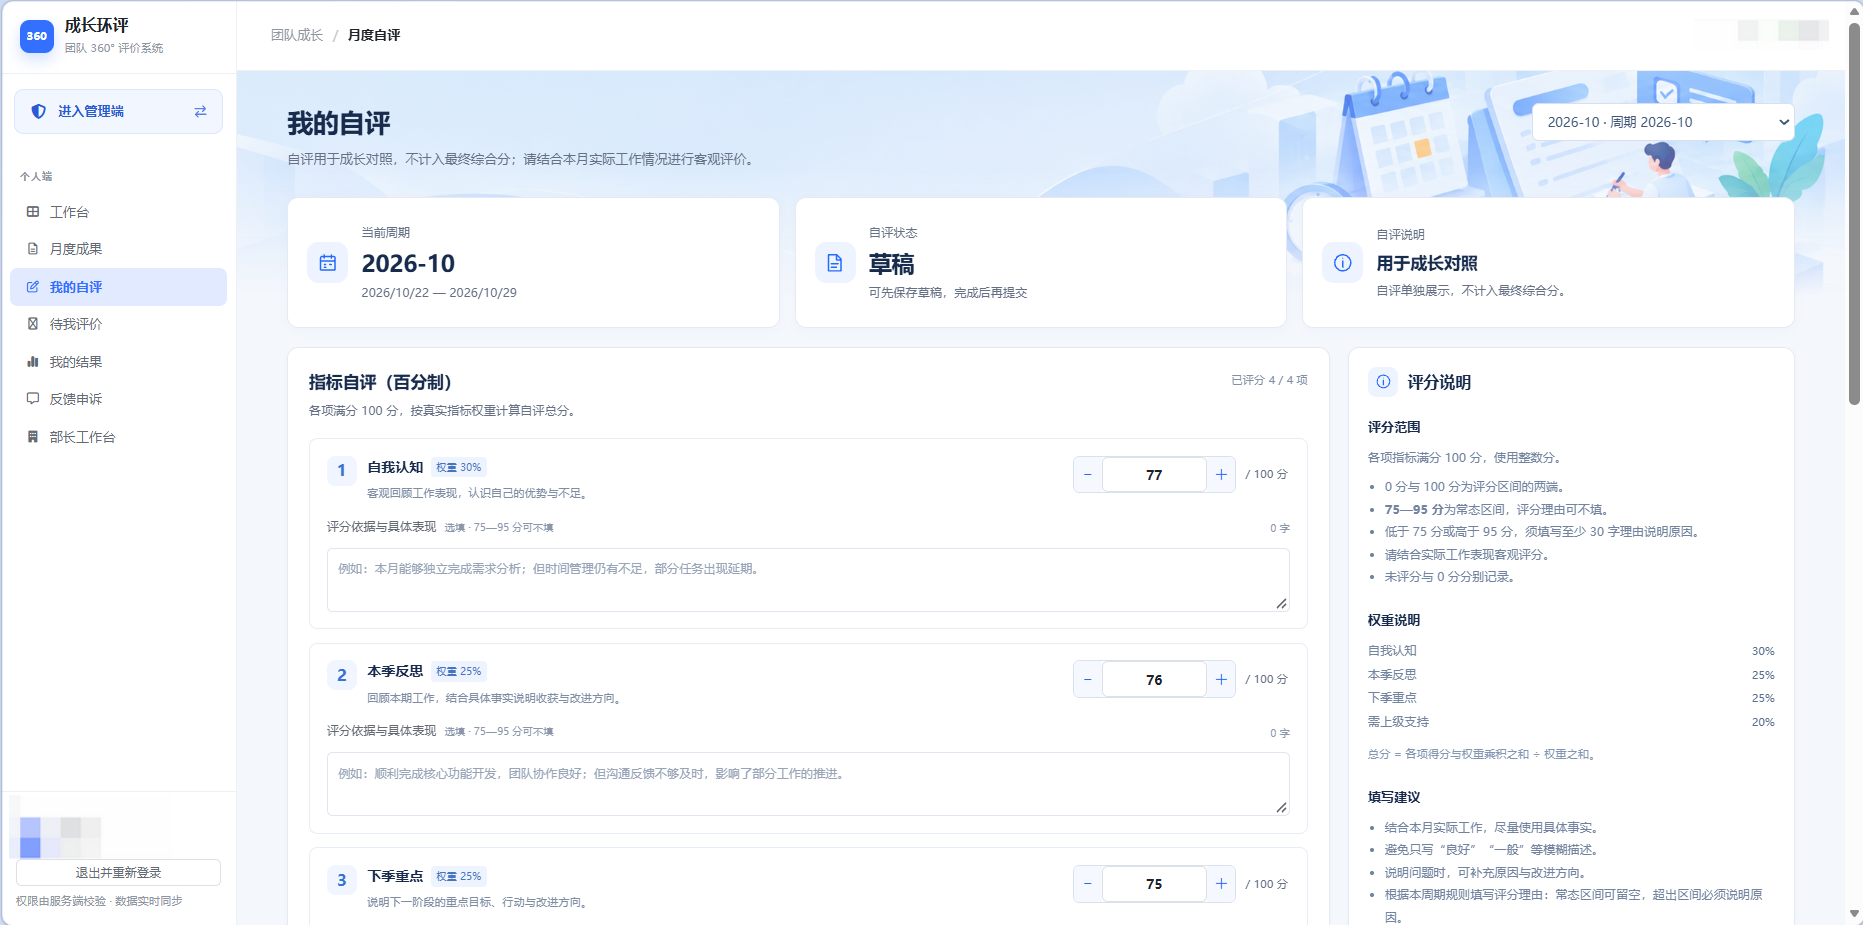 360
成长环评
团队 360° 评价系统
进入管理端
个人端
工作台
月度成果
我的自评
待我评价
我的结果
反馈申诉
部长工作台
退出并重新登录
权限由服务端校验 · 数据实时同步
团队成长 / 月度自评
我的自评
自评用于成长对照，不计入最终综合分；请结合本月实际工作情况进行客观评价。
2026-10 · 周期 2026-10
当前周期
2026-10
2026/10/22 — 2026/10/29
自评状态
草稿
可先保存草稿，完成后再提交
自评说明
用于成长对照
自评单独展示，不计入最终综合分。
指标自评（百分制）
已评分 4 / 4 项
各项满分 100 分，按真实指标权重计算自评总分。
1 自我认知 权重 30%
− 77 + / 100 分
客观回顾工作表现，认识自己的优势与不足。
评分依据与具体表现 选填 · 75—95 分可不填
0 字
例如：本月能够独立完成需求分析；但时间管理仍有不足，部分任务出现延期。
2 本季反思 权重 25%
− 76 + / 100 分
回顾本期工作，结合具体事实说明收获与改进方向。
评分依据与具体表现 选填 · 75—95 分可不填
0 字
例如：顺利完成核心功能开发，团队协作良好；但沟通反馈不够及时，影响了部分工作的推进。
3 下季重点 权重 25%
− 75 + / 100 分
说明下一阶段的重点目标、行动与改进方向。
评分说明
评分范围
各项指标满分 100 分，使用整数分。
• 0 分与 100 分为评分区间的两端。
• 75—95 分为常态区间，评分理由可不填。
• 低于 75 分或高于 95 分，须填写至少 30 字理由说明原因。
• 请结合实际工作表现客观评分。
• 未评分与 0 分分别记录。
权重说明
自我认知 30%
本季反思 25%
下季重点 25%
需上级支持 20%
总分 = 各项得分与权重乘积之和 ÷ 权重之和。
填写建议
• 结合本月实际工作，尽量使用具体事实。
• 避免只写“良好”“一般”等模糊描述。
• 说明问题时，可补充原因与改进方向。
• 根据本周期规则填写评分理由：常态区间可留空，超出区间必须说明原
因。